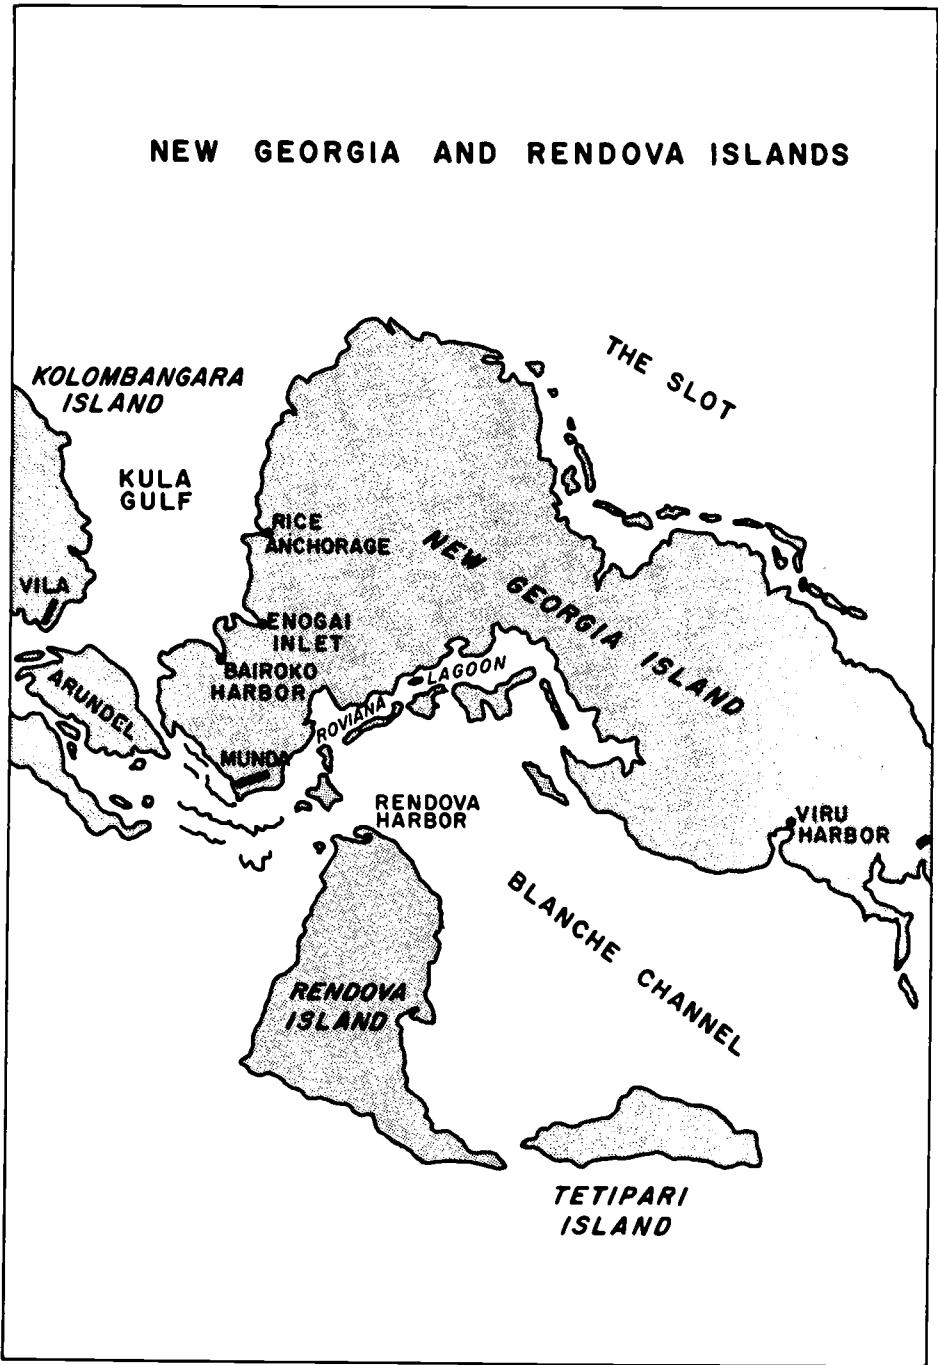 NEW GEORGIA AND RENDOVA ISLANDS
THE SLOT
KOLOMBANGARA
ISLAND
KULA
GULF
RICE
ANCHORAGE
NEW GEORGIA ISLAND
VILA
ENOGAI
INLET
BAIROKO
HARBOR
LAGOON
ARUNDEL
ROVIANA
MUNDA
RENDOVA
HARBOR
VIRU
HARBOR
BLANCHE CHANNEL
RENDOVA
ISLAND
TETIPARI
ISLAND